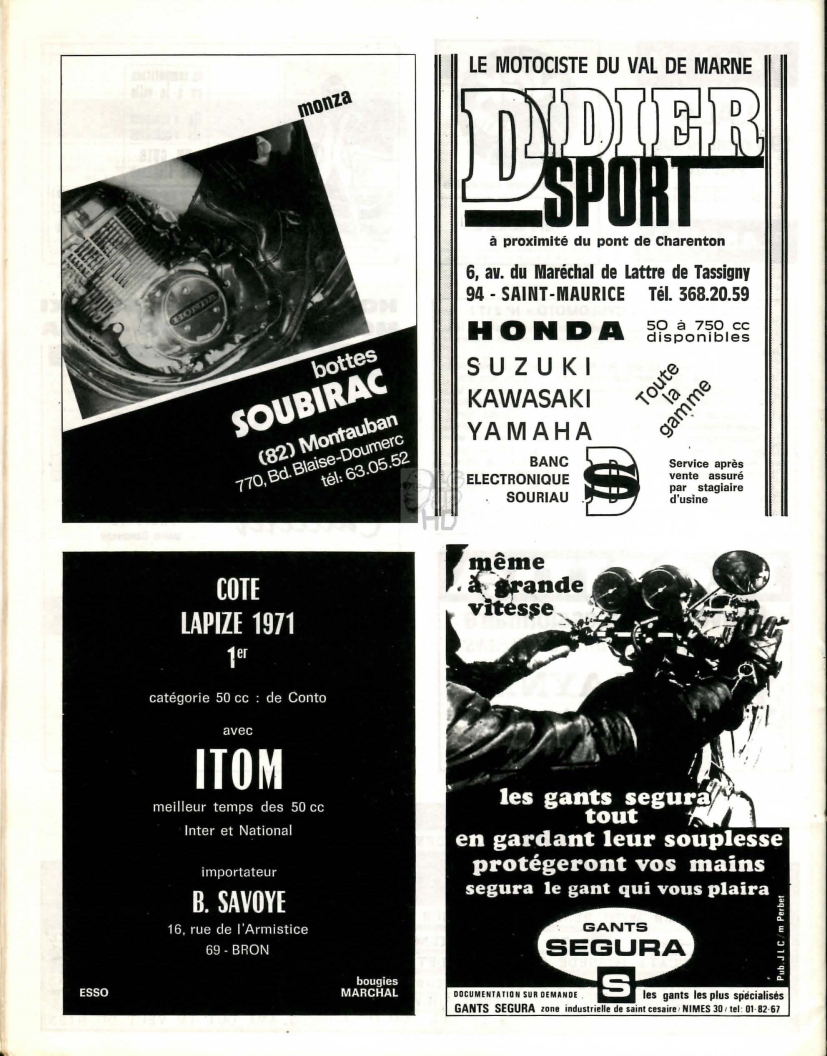 monza
HONDA
bottes
SOUBIRAC
(82) Montauban
770, Bd. Blaise-Doumerc
tél: 63.05.52
LE MOTOCISTE DU VAL DE MARNE
DIDIER
SPORT
à proximité du pont de Charenton
6, av. du Maréchal de Lattre de Tassigny
94 - SAINT-MAURICE Tél. 368.20.59
HONDA 50 à 750 cc
disponibles
SUZUKI
KAWASAKI
YAMAHA
Toute
la
gamme
BANC
ELECTRONIQUE
SOURIAU
DS
Service après
vente assuré
par stagiaire
d'usine
HD
COTE
LAPIZE 1971
1er
catégorie 50 cc : de Conto
avec
ITOM
meilleur temps des 50 cc
Inter et National
importateur
B. SAVOYE
16, rue de l'Armistice
69 - BRON
ESSO
bougies
MARCHAL
même
à grande
vitesse
les gants segura
tout
en gardant leur souplesse
protégeront vos mains
segura le gant qui vous plaira
GANTS
SEGURA
S
Pub. J L C / m Perbet
DOCUMENTATION SUR DEMANDE . les gants les plus spécialisés
GANTS SEGURA zone industrielle de saint cesaire / NIMES 30 / tel: 01-82-67